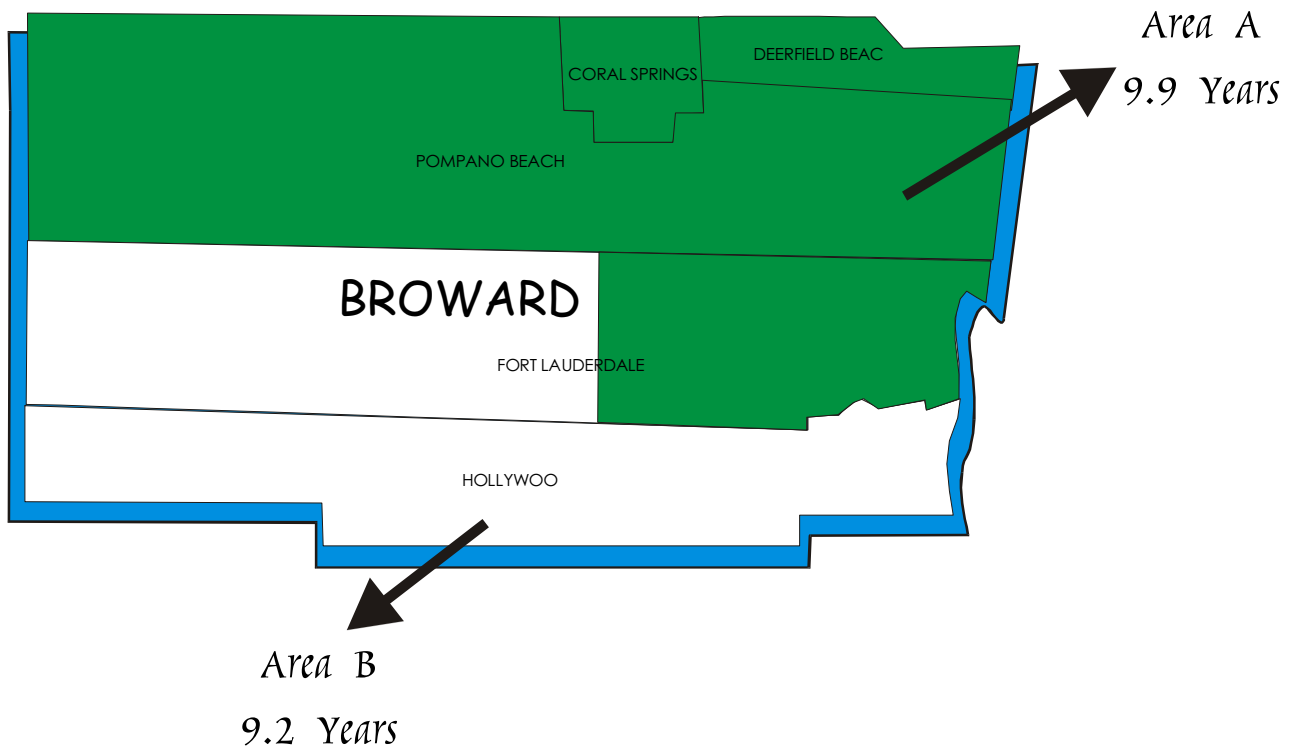 Area A
9.9 Years
DEERFIELD BEAC
CORAL SPRINGS
POMPANO BEACH
BROWARD
FORT LAUDERDALE
HOLLYWOO
Area B
9.2 Years